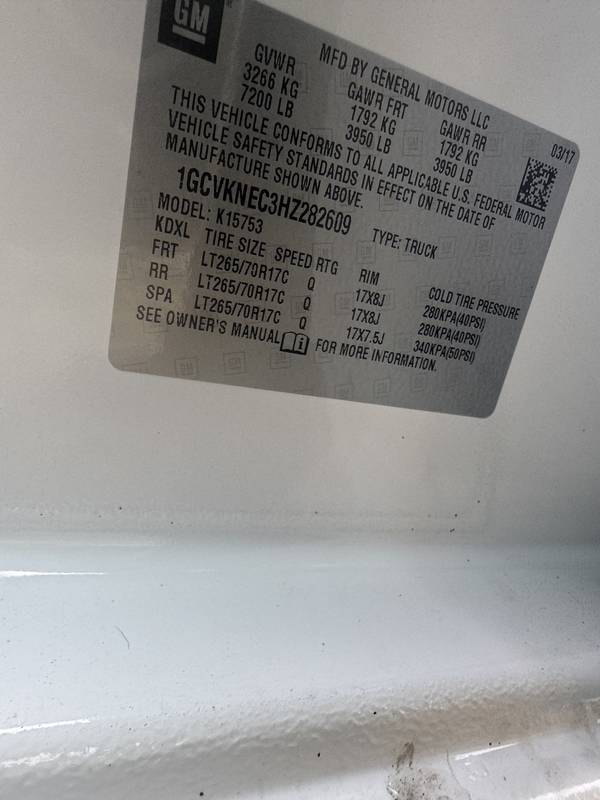 GM
MFD BY GENERAL MOTORS LLC
03/17
GVWR GAWR FRT GAWR RR
3266 KG 1792 KG 1792 KG
7200 LB 3950 LB 3950 LB
THIS VEHICLE CONFORMS TO ALL APPLICABLE U.S. FEDERAL MOTOR
VEHICLE SAFETY STANDARDS IN EFFECT ON THE DATE OF
MANUFACTURE SHOWN ABOVE.
1GCVKNEC3HZ282609 TYPE: TRUCK
MODEL: K15753
KDXL TIRE SIZE SPEED RTG RIM COLD TIRE PRESSURE
FRT LT265/70R17C Q 17X8J 280KPA(40PSI)
RR LT265/70R17C Q 17X8J 280KPA(40PSI)
SPA LT265/70R17C Q 17X7.5J 340KPA(50PSI)
SEE OWNER'S MANUAL i FOR MORE INFORMATION.